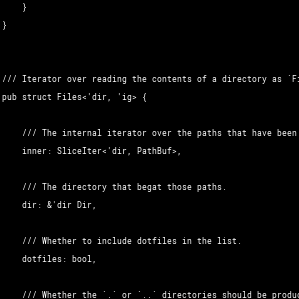 }
}
/// Iterator over reading the contents of a directory as `Fi
pub struct Files<'dir, 'ig> {
    /// The internal iterator over the paths that have been
    inner: SliceIter<'dir, PathBuf>,
    /// The directory that begat those paths.
    dir: &'dir Dir,
    /// Whether to include dotfiles in the list.
    dotfiles: bool,
    /// Whether the `.` or `..` directories should be produ